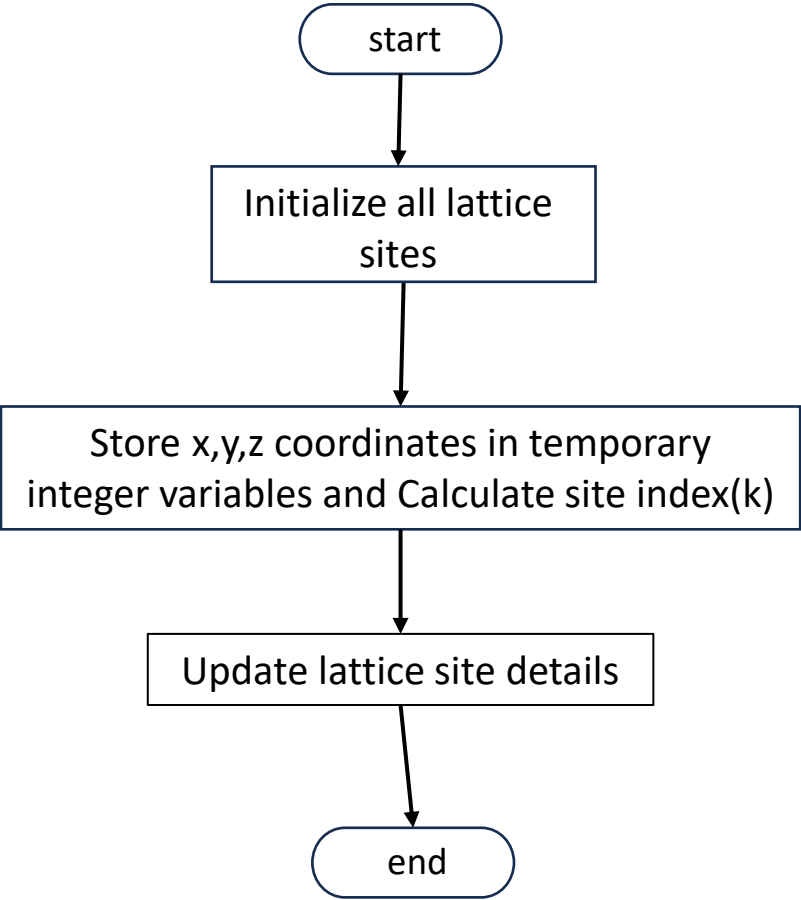 start
Initialize all lattice
sites
Store x,y,z coordinates in temporary
integer variables and Calculate site index(k)
Update lattice site details
end